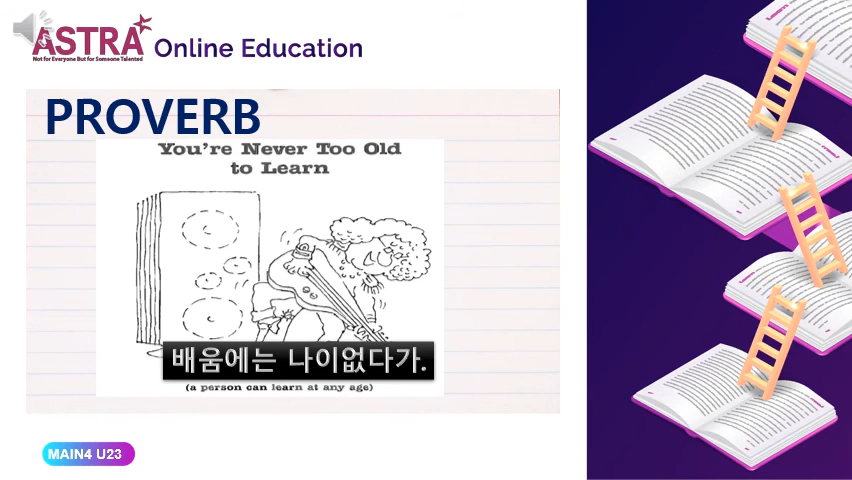 ASTRA
Not for Everyone But for Someone Talented
Online Education
PROVERB
You're Never Too Old
to Learn
배움에는 나이없다가.
(a person can learn at any age)
MAIN4 U23